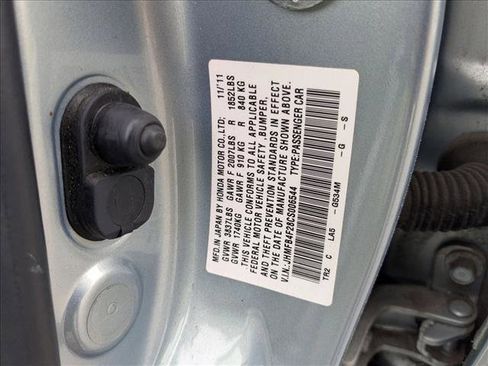 MFD. IN JAPAN BY HONDA MOTOR CO., LTD. 11/'11
GVWR 3837LBS GAWR F 2007LBS R 1852LBS
GVWR 1740KG GAWR F 910 KG R 840 KG
THIS VEHICLE CONFORMS TO ALL APPLICABLE
FEDERAL MOTOR VEHICLE SAFETY ,BUMPER,
AND THEFT PREVENTION STANDARDS IN EFFECT
ON THE DATE OF MANUFACTURE SHOWN ABOVE.
V.I.N.: JHMFB4F28CS006544 TYPE:PASSENGER CAR
TR2 C LA5 -G534M -G -S